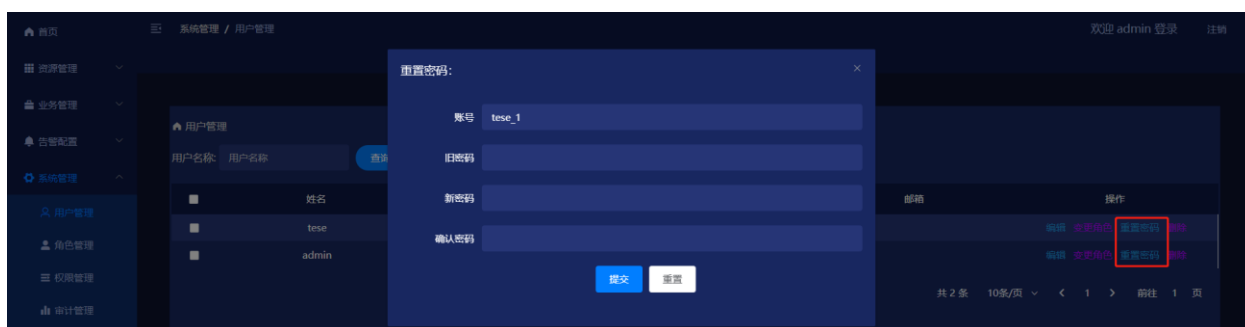 首页
系统管理 / 用户管理
欢迎 admin 登录
注销
资源管理
重置密码:
业务管理
账号 tese_1
用户管理
告警配置
用户名称: 用户名称
查询
旧密码
系统管理
新密码
姓名
邮箱
操作
用户管理
tese
编辑 变更角色 重置密码 删除
确认密码
角色管理
admin
编辑 变更角色 重置密码 删除
权限管理
提交
重置
共 2 条 10条/页 1 前往 1 页
审计管理